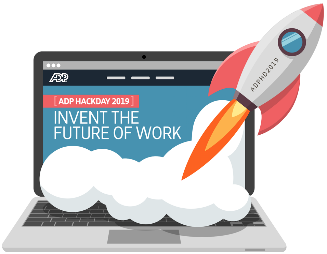 ADP
[ ADP HACKDAY 2019 ]
INVENT THE
FUTURE OF WORK
ADPHD2019